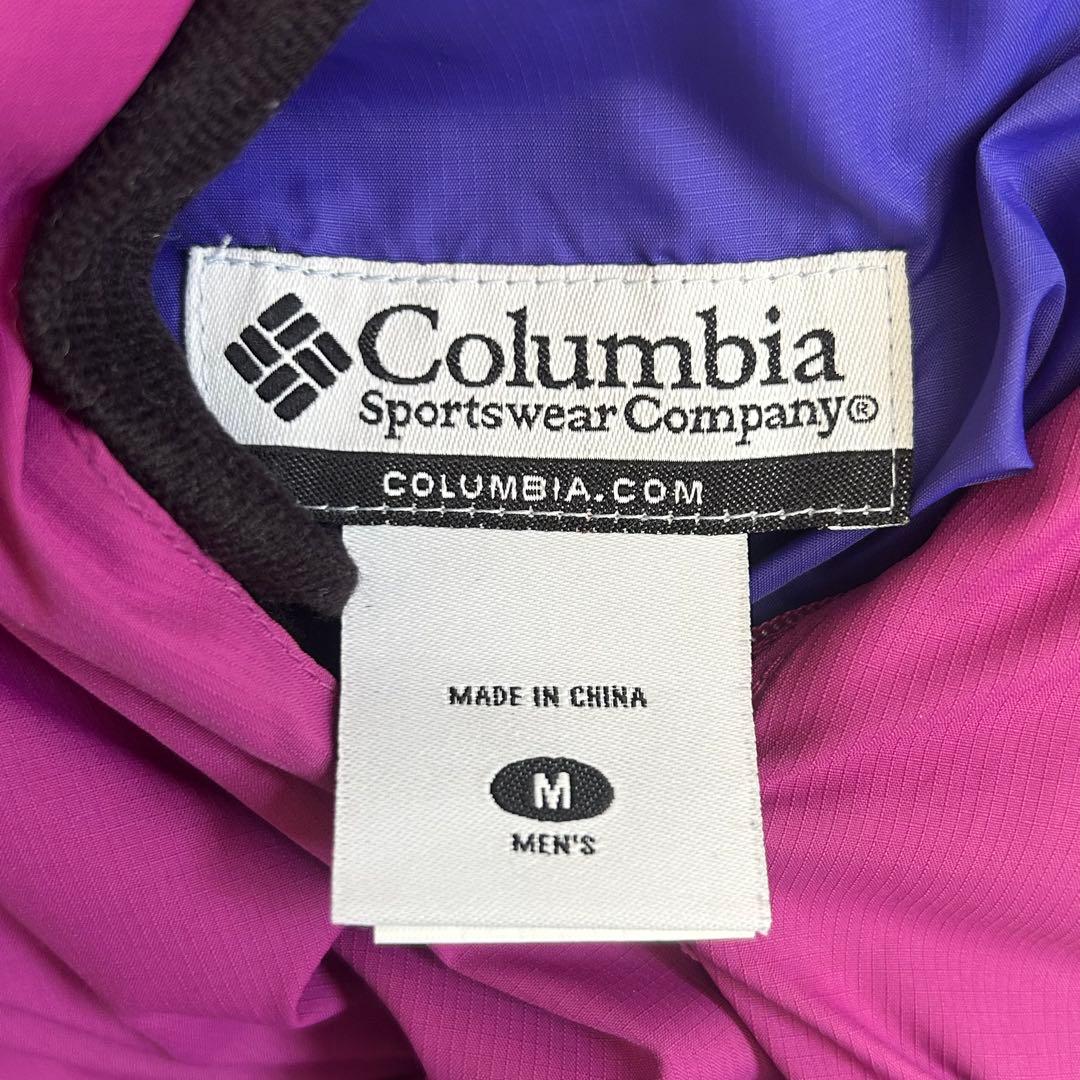 Columbia
Sportswear Company®
COLUMBIA.COM
MADE IN CHINA
M
MEN'S